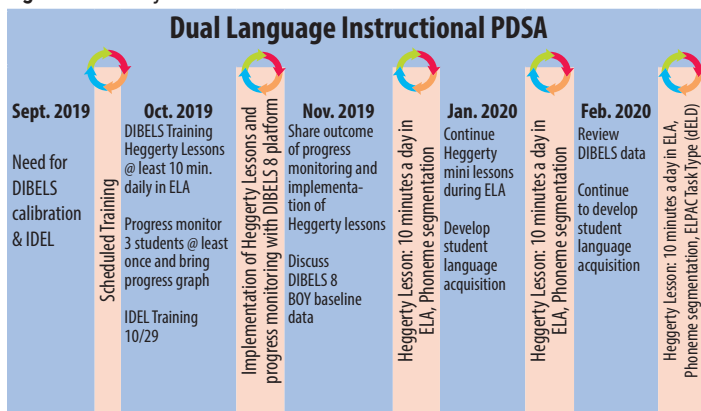 Dual Language Instructional PDSA
Sept. 2019
Need for
DIBELS
calibration
& IDEL
Scheduled Training
Oct. 2019
DIBELS Training
Heggerty Lessons
@ least 10 min.
daily in ELA
Progress monitor
3 students @ least
once and bring
progress graph
IDEL Training
10/29
Implementation of Heggerty Lessons and
progress monitoring with DIBELS 8 platform
Nov. 2019
Share outcome
of progress
monitoring and
implementa-
tion of
Heggerty lessons
Discuss
DIBELS 8
BOY baseline
data
Heggerty Lesson: 10 minutes a day in
ELA, Phoneme segmentation
Jan. 2020
Continue
Heggerty
mini lessons
during ELA
Develop
student
language
acquisition
Heggerty Lesson: 10 minutes a day in
ELA, Phoneme segmentation
Feb. 2020
Review
DIBELS data
Continue
to develop
student
language
acquisition
Heggerty Lesson: 10 minutes a day in ELA,
Phoneme segmentation, ELPAC Task Type (dELD)